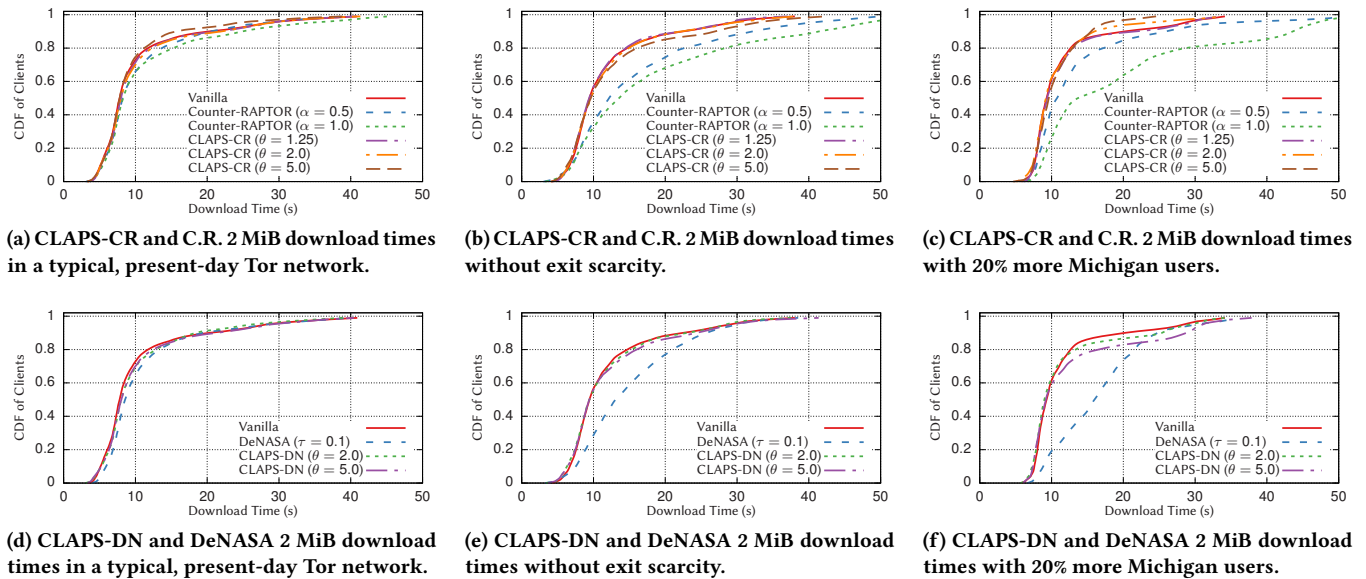 CDF of Clients
1
0.8
0.6
0.4
0.2
0
Vanilla
Counter-RAPTOR (α = 0.5)
Counter-RAPTOR (α = 1.0)
CLAPS-CR (θ = 1.25)
CLAPS-CR (θ = 2.0)
CLAPS-CR (θ = 5.0)
0 10 20 30 40 50
Download Time (s)
(a) CLAPS-CR and C.R. 2 MiB download times
in a typical, present-day Tor network.
CDF of Clients
1
0.8
0.6
0.4
0.2
0
Vanilla
Counter-RAPTOR (α = 0.5)
Counter-RAPTOR (α = 1.0)
CLAPS-CR (θ = 1.25)
CLAPS-CR (θ = 2.0)
CLAPS-CR (θ = 5.0)
0 10 20 30 40 50
Download Time (s)
(b) CLAPS-CR and C.R. 2 MiB download times
without exit scarcity.
CDF of Clients
1
0.8
0.6
0.4
0.2
0
Vanilla
Counter-RAPTOR (α = 0.5)
Counter-RAPTOR (α = 1.0)
CLAPS-CR (θ = 1.25)
CLAPS-CR (θ = 2.0)
CLAPS-CR (θ = 5.0)
0 10 20 30 40 50
Download Time (s)
(c) CLAPS-CR and C.R. 2 MiB download times
with 20% more Michigan users.
CDF of Clients
1
0.8
0.6
0.4
0.2
0
Vanilla
DeNASA (τ = 0.1)
CLAPS-DN (θ = 2.0)
CLAPS-DN (θ = 5.0)
0 10 20 30 40 50
Download Time (s)
(d) CLAPS-DN and DeNASA 2 MiB download
times in a typical, present-day Tor network.
CDF of Clients
1
0.8
0.6
0.4
0.2
0
Vanilla
DeNASA (τ = 0.1)
CLAPS-DN (θ = 2.0)
CLAPS-DN (θ = 5.0)
0 10 20 30 40 50
Download Time (s)
(e) CLAPS-DN and DeNASA 2 MiB download
times without exit scarcity.
CDF of Clients
1
0.8
0.6
0.4
0.2
0
Vanilla
DeNASA (τ = 0.1)
CLAPS-DN (θ = 2.0)
CLAPS-DN (θ = 5.0)
0 10 20 30 40 50
Download Time (s)
(f) CLAPS-DN and DeNASA 2 MiB download
times with 20% more Michigan users.